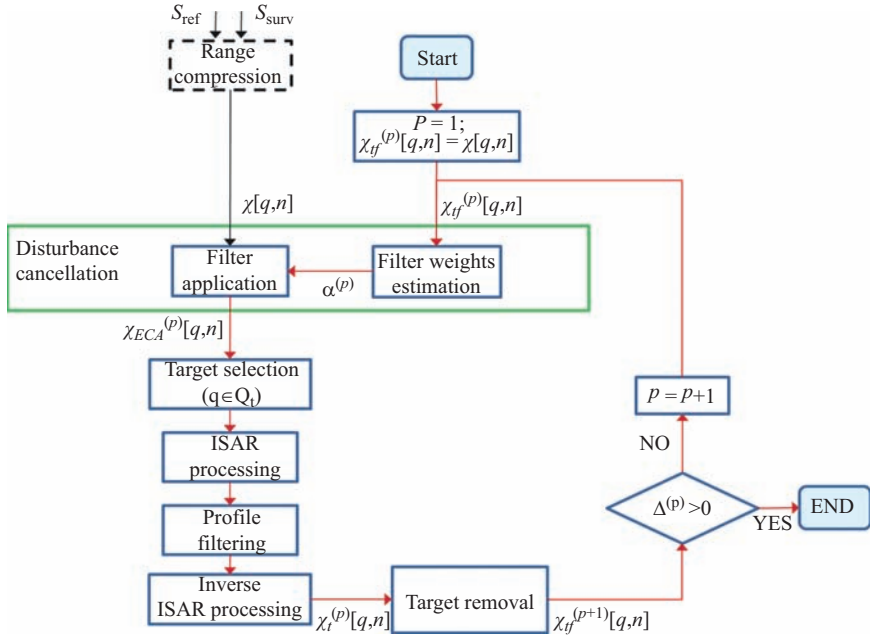 S_ref S_surv
Range
compression
Start
P = 1;
χ_tf^(p)[q,n] = χ[q,n]
χ[q,n]
χ_tf^(p)[q,n]
Disturbance
cancellation
Filter
application
α^(p)
Filter weights
estimation
χ_ECA^(p)[q,n]
Target selection
(q∈Q_t)
p = p+1
ISAR
processing
NO
Profile
filtering
Δ^(p) >0
YES
END
Inverse
ISAR processing
χ_t^(p)[q,n]
Target removal
χ_tf^(p+1)[q,n]